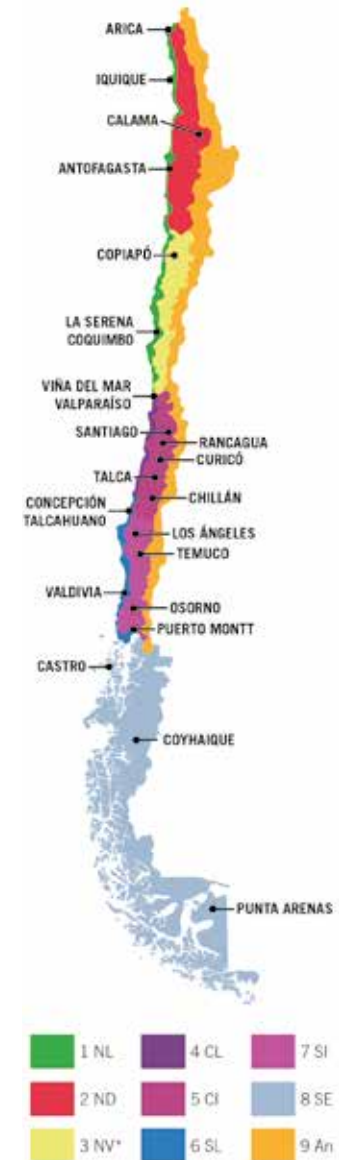 ARICA
IQUIQUE
CALAMA
ANTOFAGASTA
COPIAPÓ
LA SERENA
COQUIMBO
VIÑA DEL MAR
VALPARAÍSO
SANTIAGO
RANCAGUA
CURICÓ
TALCA
CHILLÁN
CONCEPCIÓN
TALCAHUANO
LOS ÁNGELES
TEMUCO
VALDIVIA
OSORNO
PUERTO MONTT
CASTRO
COYHAIQUE
PUNTA ARENAS
1 NL
4 CL
7 SI
2 ND
5 CI
8 SE
3 NV*
6 SL
9 An